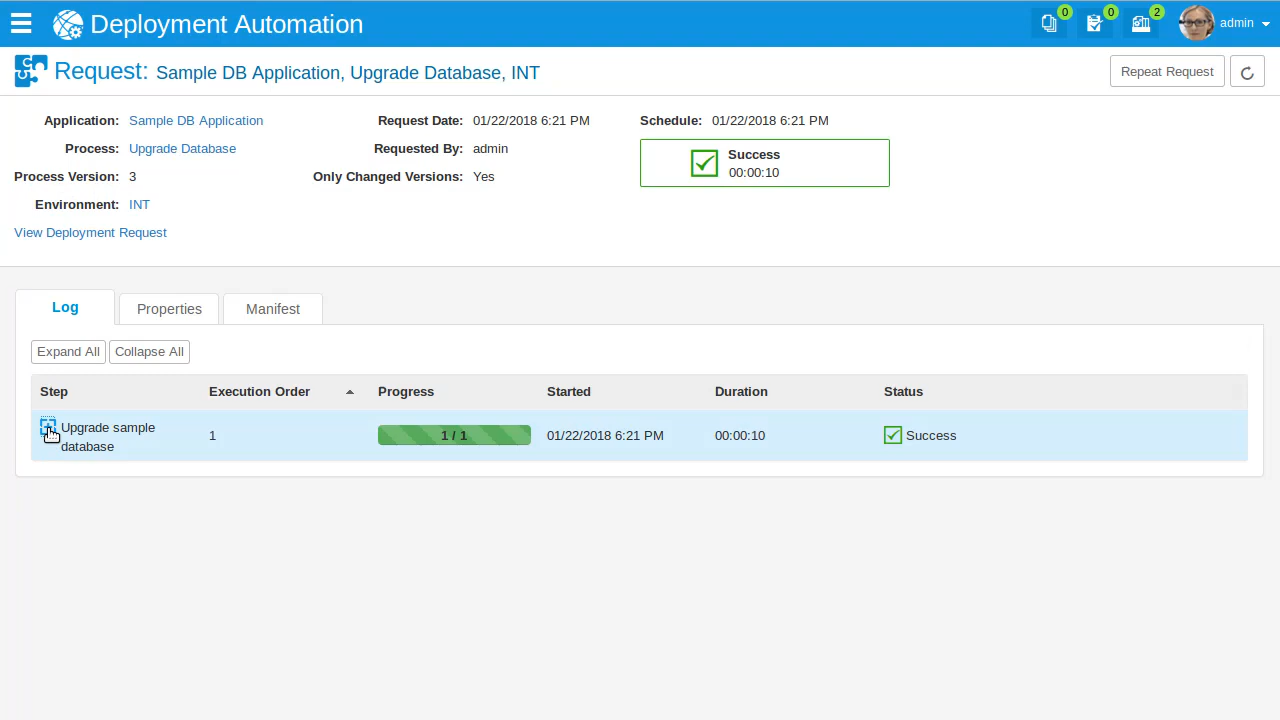 Deployment Automation
0
0
2
admin
Request: Sample DB Application, Upgrade Database, INT
Repeat Request
Application: Sample DB Application
Request Date: 01/22/2018 6:21 PM
Schedule: 01/22/2018 6:21 PM
Process: Upgrade Database
Requested By: admin
Success
00:00:10
Process Version: 3
Only Changed Versions: Yes
Environment: INT
View Deployment Request
Log
Properties
Manifest
Expand All
Collapse All
Step
Execution Order
Progress
Started
Duration
Status
Upgrade sample
database
1
1 / 1
01/22/2018 6:21 PM
00:00:10
Success